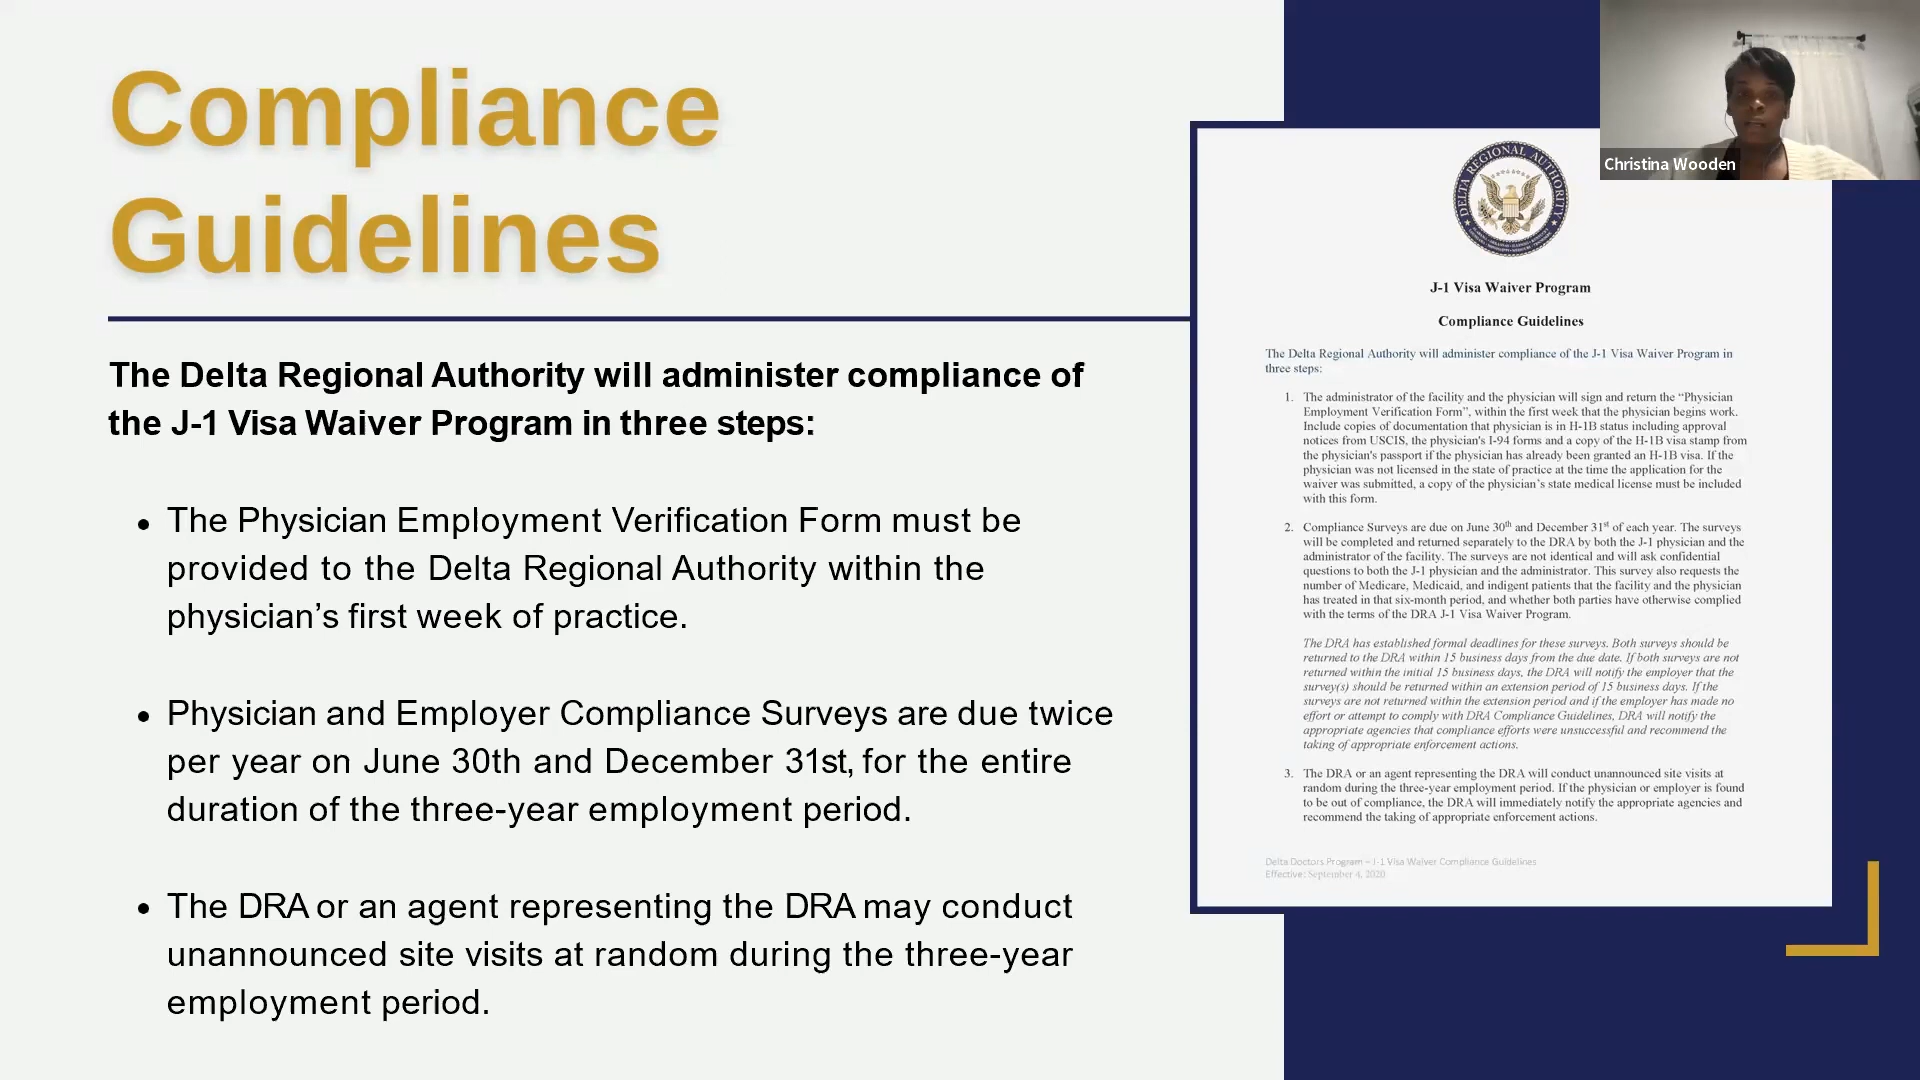 Compliance
Guidelines
The Delta Regional Authority will administer compliance of
the J-1 Visa Waiver Program in three steps:
• The Physician Employment Verification Form must be
provided to the Delta Regional Authority within the
physician’s first week of practice.
• Physician and Employer Compliance Surveys are due twice
per year on June 30th and December 31st, for the entire
duration of the three-year employment period.
• The DRA or an agent representing the DRA may conduct
unannounced site visits at random during the three-year
employment period.
Christina Wooden
DELTA REGIONAL AUTHORITY
J-1 Visa Waiver Program
Compliance Guidelines
The Delta Regional Authority will administer compliance of the J-1 Visa Waiver Program in
three steps:
1. The administrator of the facility and the physician will sign and return the “Physician
Employment Verification Form”, within the first week that the physician begins work.
Include copies of documentation that physician is in H-1B status including approval
notices from USCIS, the physician's I-94 forms and a copy of the H-1B visa stamp from
the physician's passport if the physician has already been granted an H-1B visa. If the
physician was not licensed in the state of practice at the time the application for the
waiver was submitted, a copy of the physician’s state medical license must be included
with this form.
2. Compliance Surveys are due on June 30th and December 31st of each year. The surveys
will be completed and returned separately to the DRA by both the J-1 physician and the
administrator of the facility. The surveys are not identical and will ask confidential
questions to both the J-1 physician and the administrator. This survey also requests the
number of Medicare, Medicaid, and indigent patients that the facility and the physician
has treated in that six-month period, and whether both parties have otherwise complied
with the terms of the DRA J-1 Visa Waiver Program.
The DRA has established formal deadlines for these surveys. Both surveys should be
returned to the DRA within 15 business days from the due date. If both surveys are not
returned within the initial 15 business days, the DRA will notify the employer that the
survey(s) should be returned within an extension period of 15 business days. If the
surveys are not returned within the extension period and if the employer has made no
effort or attempt to comply with DRA Compliance Guidelines, DRA will notify the
appropriate agencies that compliance efforts were unsuccessful and recommend the
taking of appropriate enforcement actions.
3. The DRA or an agent representing the DRA will conduct unannounced site visits at
random during the three-year employment period. If the physician or employer is found
to be out of compliance, the DRA will immediately notify the appropriate agencies and
recommend the taking of appropriate enforcement actions.
Delta Doctors Program – J-1 Visa Waiver Compliance Guidelines
Effective: September 4, 2020